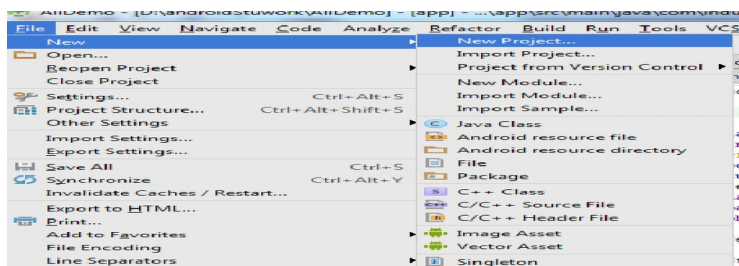 AllDemo - [D:\androidStuwork\AllDemo] - [app] - ...\app\src\main\java\com\indu
File Edit View Navigate Code Analyze Refactor Build Run Tools VCS
New
Open...
Reopen Project
Close Project
Settings... Ctrl+Alt+S
Project Structure... Ctrl+Alt+Shift+S
Other Settings
Import Settings...
Export Settings...
Save All Ctrl+S
Synchronize Ctrl+Alt+Y
Invalidate Caches / Restart...
Export to HTML...
Print...
Add to Favorites
File Encoding
Line Separators
New Project...
Import Project...
Project from Version Control
New Module...
Import Module...
Import Sample...
Java Class
Android resource file
Android resource directory
File
Package
C++ Class
C/C++ Source File
C/C++ Header File
Image Asset
Vector Asset
Singleton